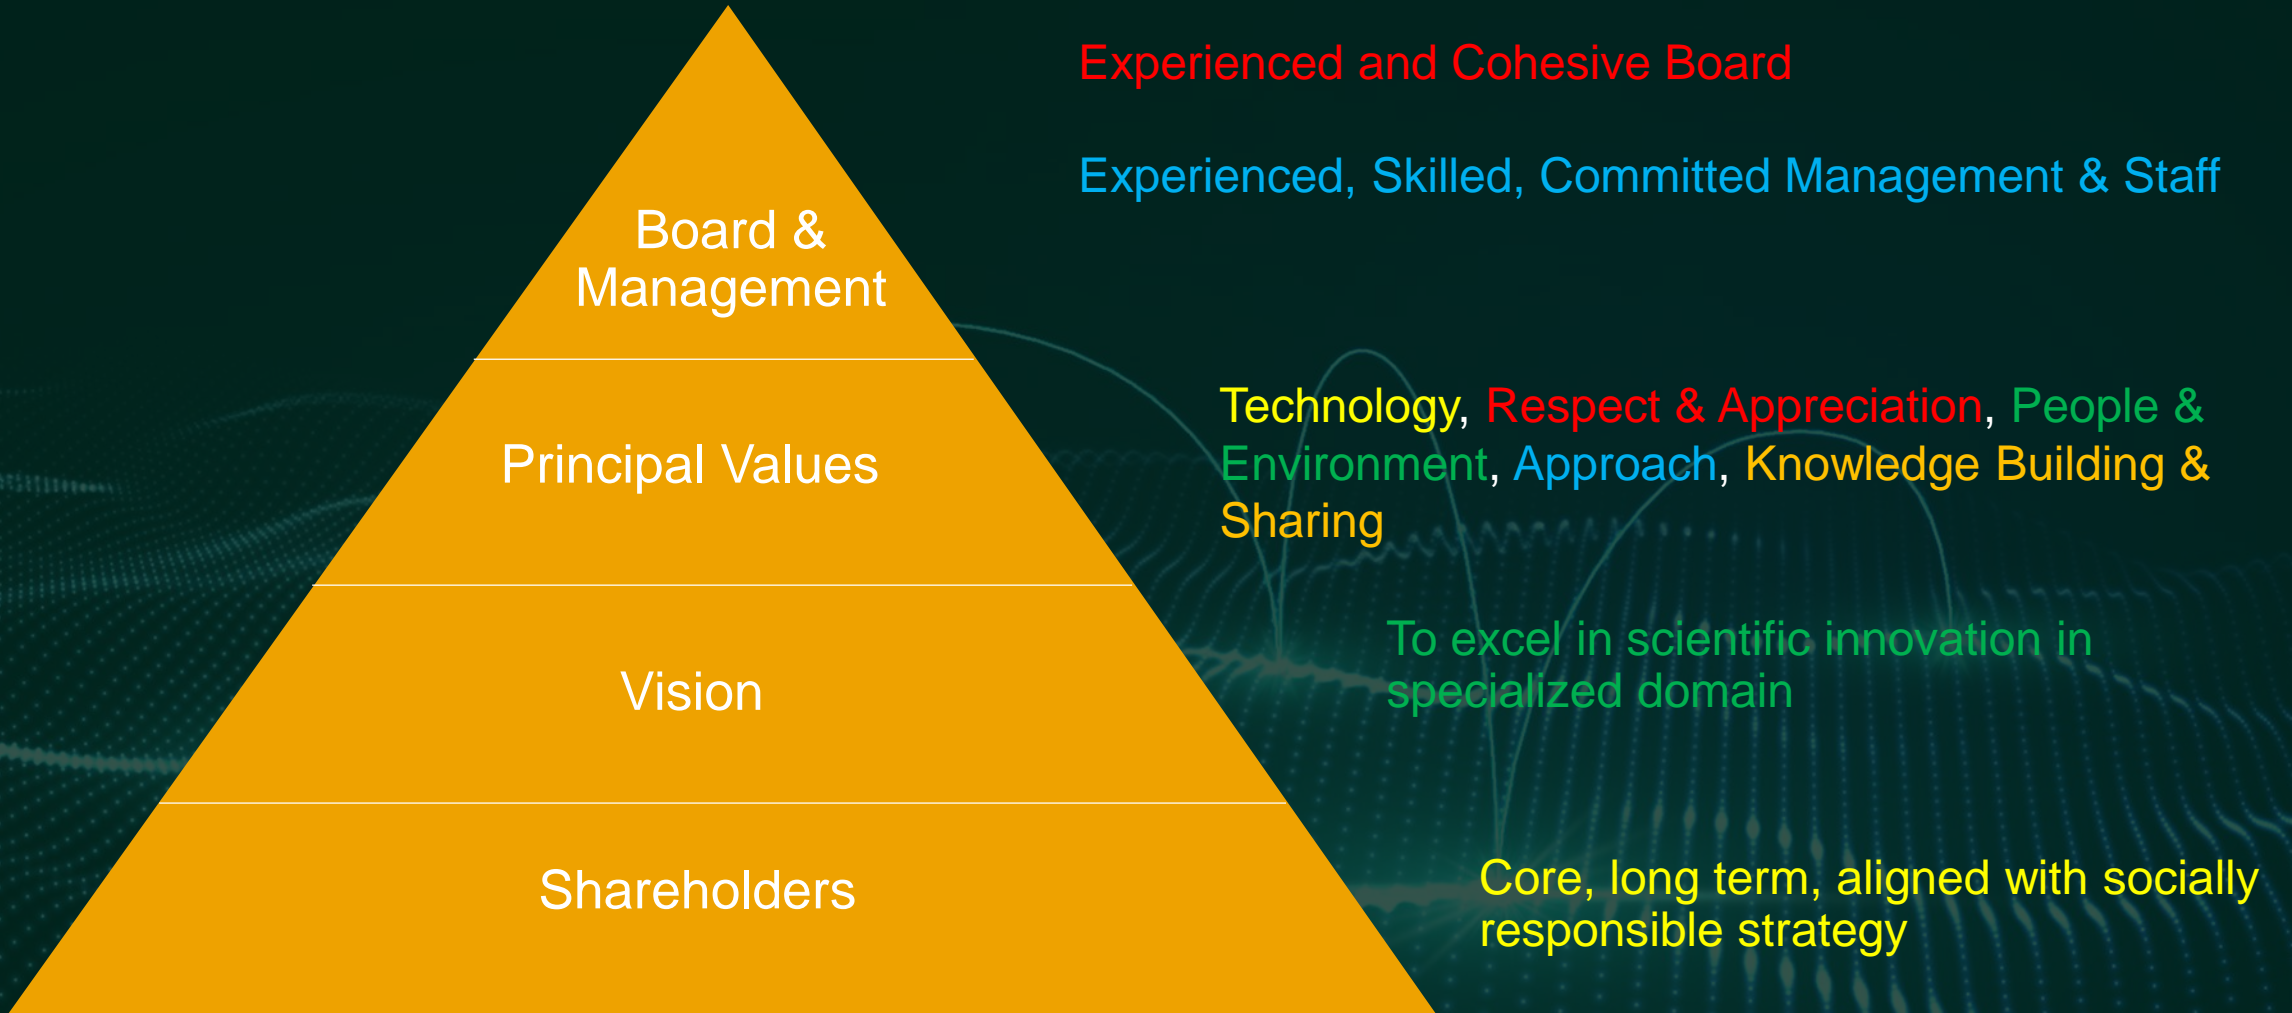 Experienced and Cohesive Board
Experienced, Skilled, Committed Management & Staff
Board &
Management
Technology, Respect & Appreciation, People &
Environment, Approach, Knowledge Building &
Sharing
Principal Values
To excel in scientific innovation in
specialized domain
Vision
Core, long term, aligned with socially
responsible strategy
Shareholders